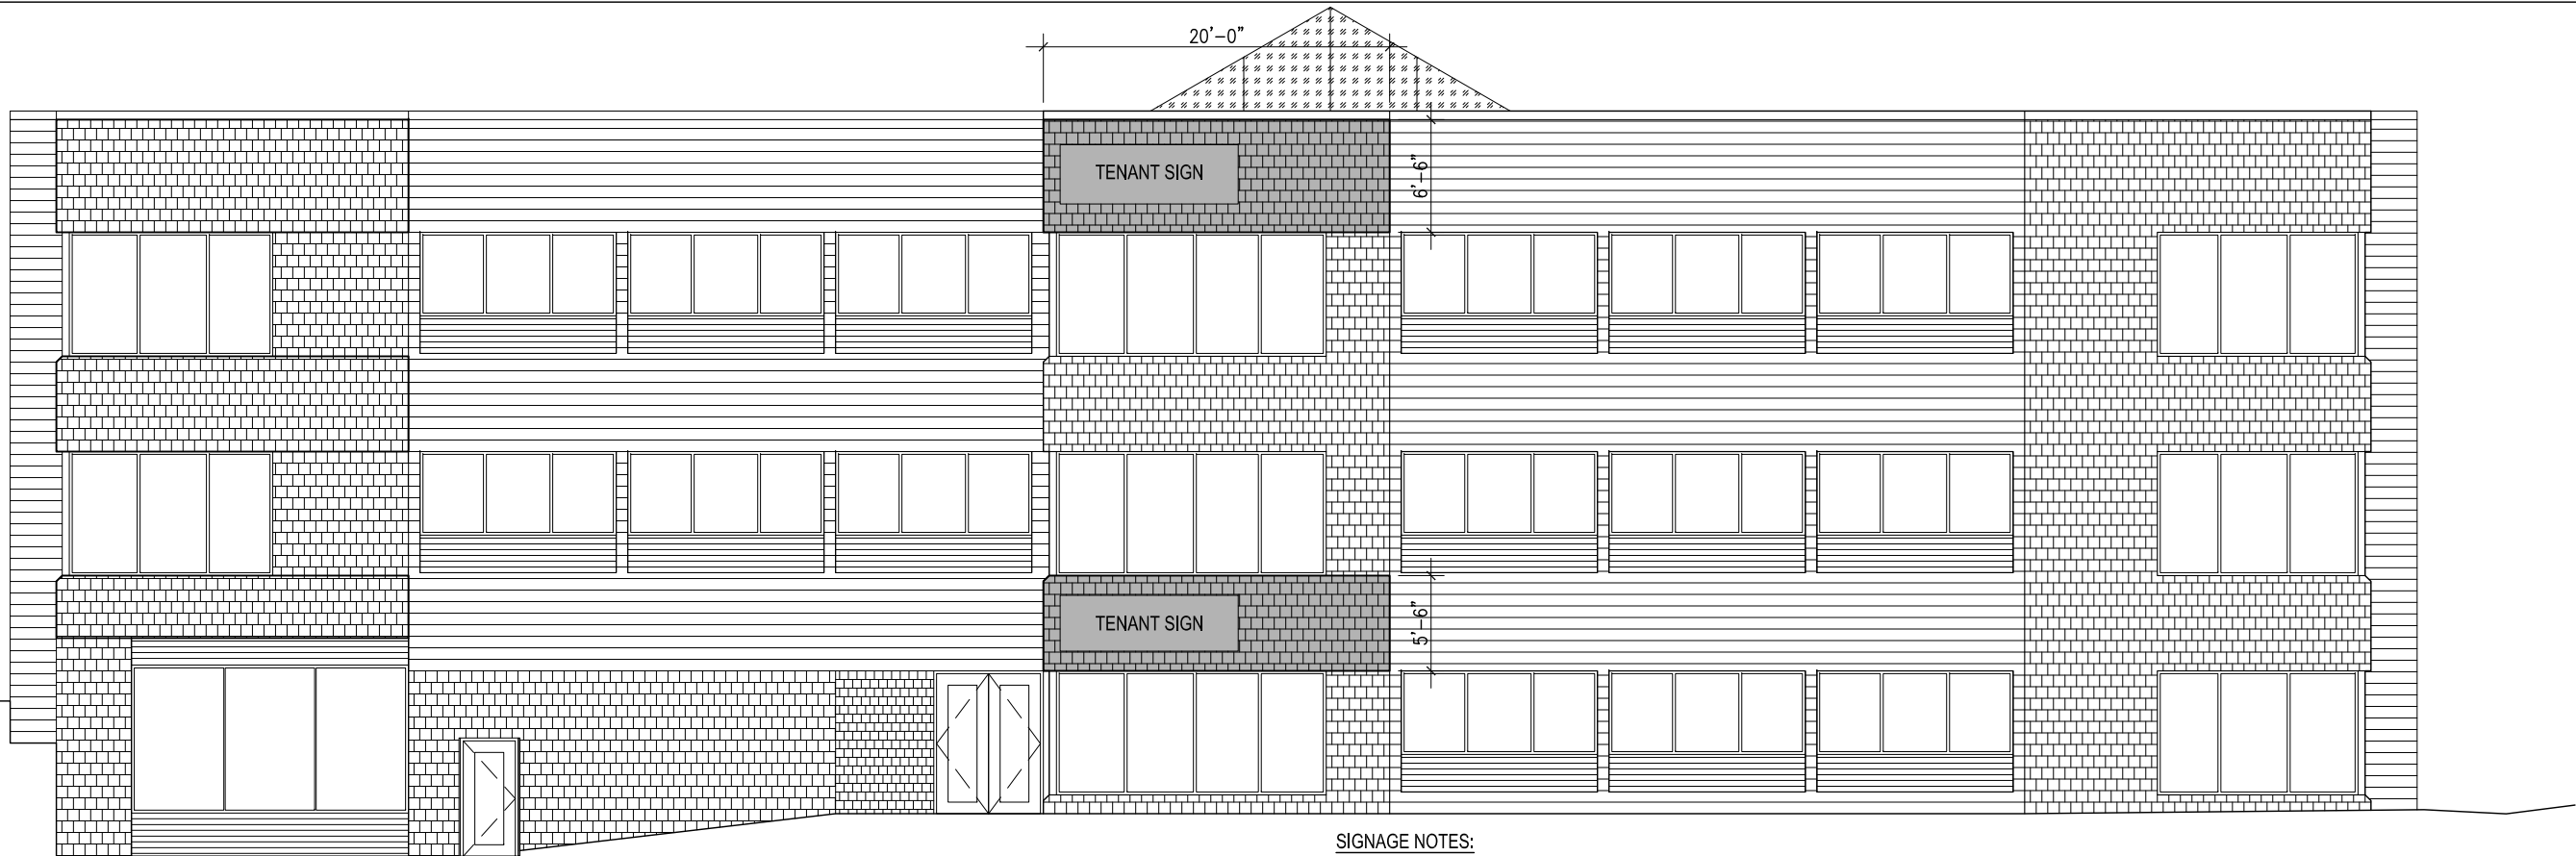 20'-0"
TENANT SIGN
6'-6"
TENANT SIGN
5'-6"
SIGNAGE NOTES: